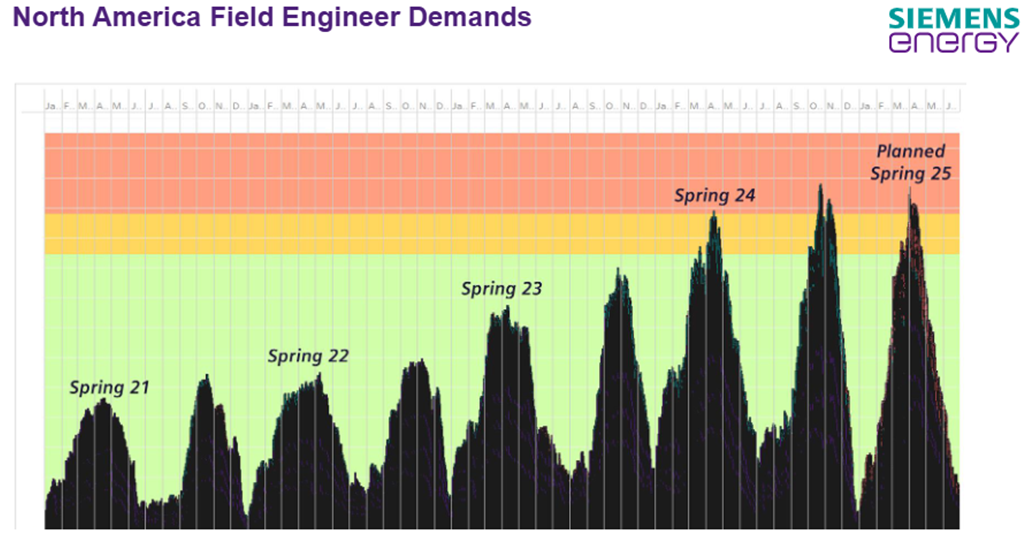 North America Field Engineer Demands
SIEMENS
energy
Ja.. F.. M.. A.. M.. J.. J.. A.. S.. O.. N.. D.. Ja.. F.. M.. A.. M.. J.. J.. A.. S.. O.. N.. D.. Ja.. F.. M.. A.. M.. J.. J.. A.. S.. O.. N.. D.. Ja.. F.. M.. A.. M.. J.. J.. A.. S.. O.. N.. D.. Ja.. F.. M.. A.. M.. J..
Planned
Spring 25
Spring 24
Spring 23
Spring 22
Spring 21